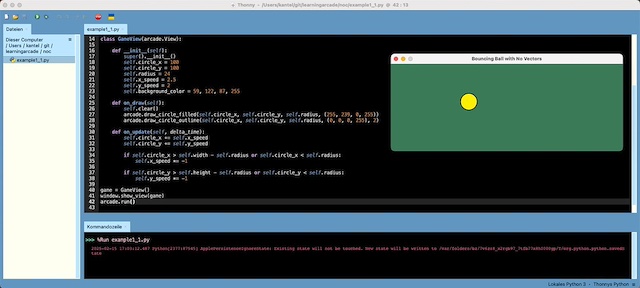 Thonny - /Users/kantel/git/learningarcade/noc/example1_1.py @ 42 : 13
Dateien
Dieser Computer
/ Users / kantel / git /
learningarcade / noc
example1_1.py
example1_1.py
14 class GameView(arcade.View):
15
16 def __init__(self):
17 super().__init__()
18 self.circle_x = 100
19 self.circle_y = 100
20 self.radius = 24
21 self.x_speed = 2.5
22 self.y_speed = 2
23 self.background_color = 59, 122, 87, 255
24
25 def on_draw(self):
26 self.clear()
27 arcade.draw_circle_filled(self.circle_x, self.circle_y, self.radius, (255, 239, 0, 255))
28 arcade.draw_circle_outline(self.circle_x, self.circle_y, self.radius, (0, 0, 0, 255), 2)
29
30 def on_update(self, delta_time):
31 self.circle_x += self.x_speed
32 self.circle_y += self.y_speed
33
34 if self.circle_x > self.width - self.radius or self.circle_x < self.radius:
35 self.x_speed *= -1
36
37 if self.circle_y > self.height - self.radius or self.circle_y < self.radius:
38 self.y_speed *= -1
39
40 game = GameView()
41 window.show_view(game)
42 arcade.run()
43
Bouncing Ball with No Vectors
Kommandozeile
>>> %Run example1_1.py
Lokales Python 3 · Thonnys Python